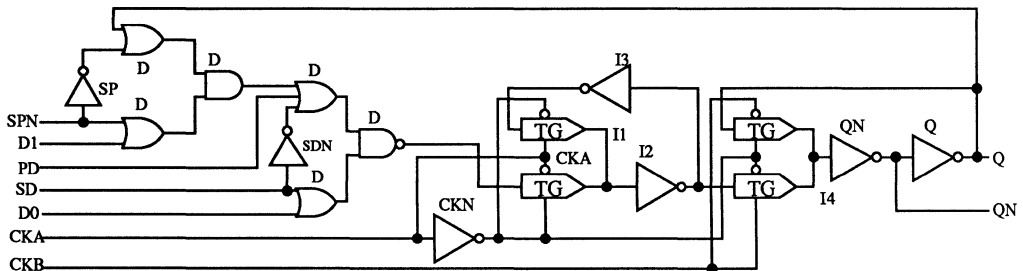 D
D
SP
D
D
D
SDN
D
SPN
D1
PD
SD
D0
CKA
CKB
I3
TG
I1
CKA
I2
TG
CKN
TG
TG
I4
QN
Q
Q
QN